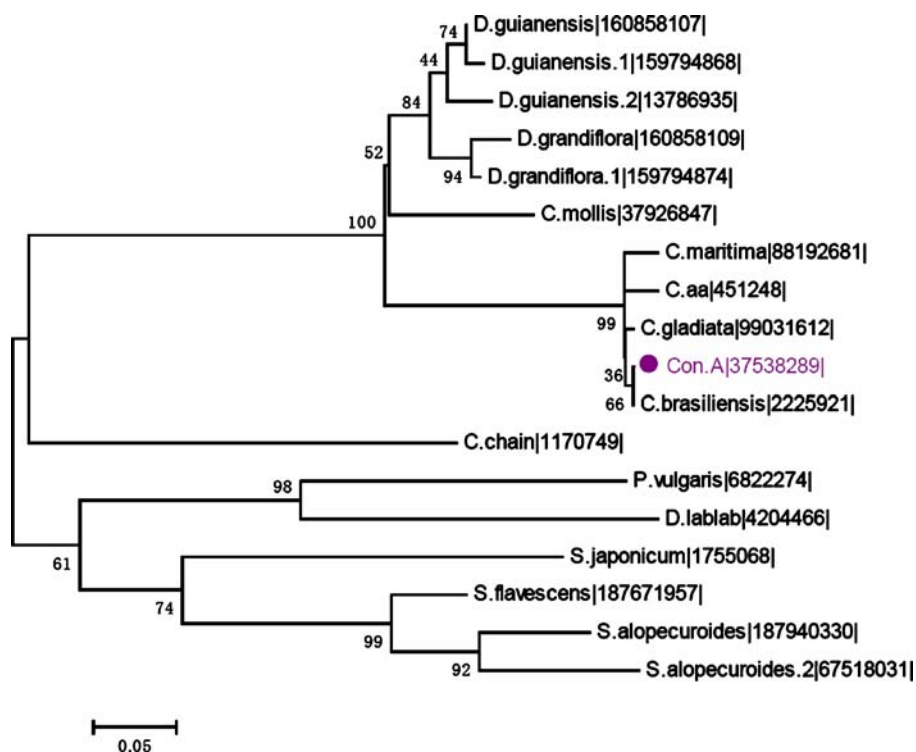 D.guianensis|160858107|
74
D.guianensis.1|159794868|
44
D.guianensis.2|13786935|
84
D.grandiflora|160858109|
52
94
D.grandiflora.1|159794874|
C.mollis|37926847|
100
C.maritima|88192681|
C.aa|451248|
99
C.gladiata|99031612|
Con.A|37538289|
36
66
C.brasiliensis|2225921|
C.chain|1170749|
P.vulgaris|6822274|
98
D.lablab|4204466|
61
S.japonicum|1755068|
74
S.flavescens|187671957|
99
S.alopecuroides|187940330|
92
S.alopecuroides.2|67518031|
0.05